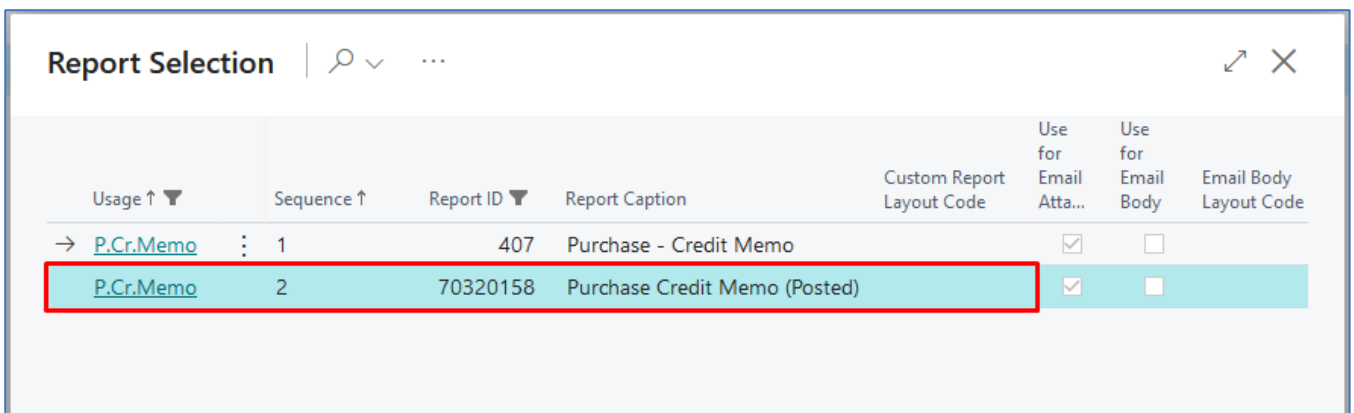 Report Selection
Use Use
for for
Custom Report Email Email Email Body
Usage ↑ Sequence ↑ Report ID Report Caption Layout Code Atta... Body Layout Code
→ P.Cr.Memo 1 407 Purchase - Credit Memo
P.Cr.Memo 2 70320158 Purchase Credit Memo (Posted)